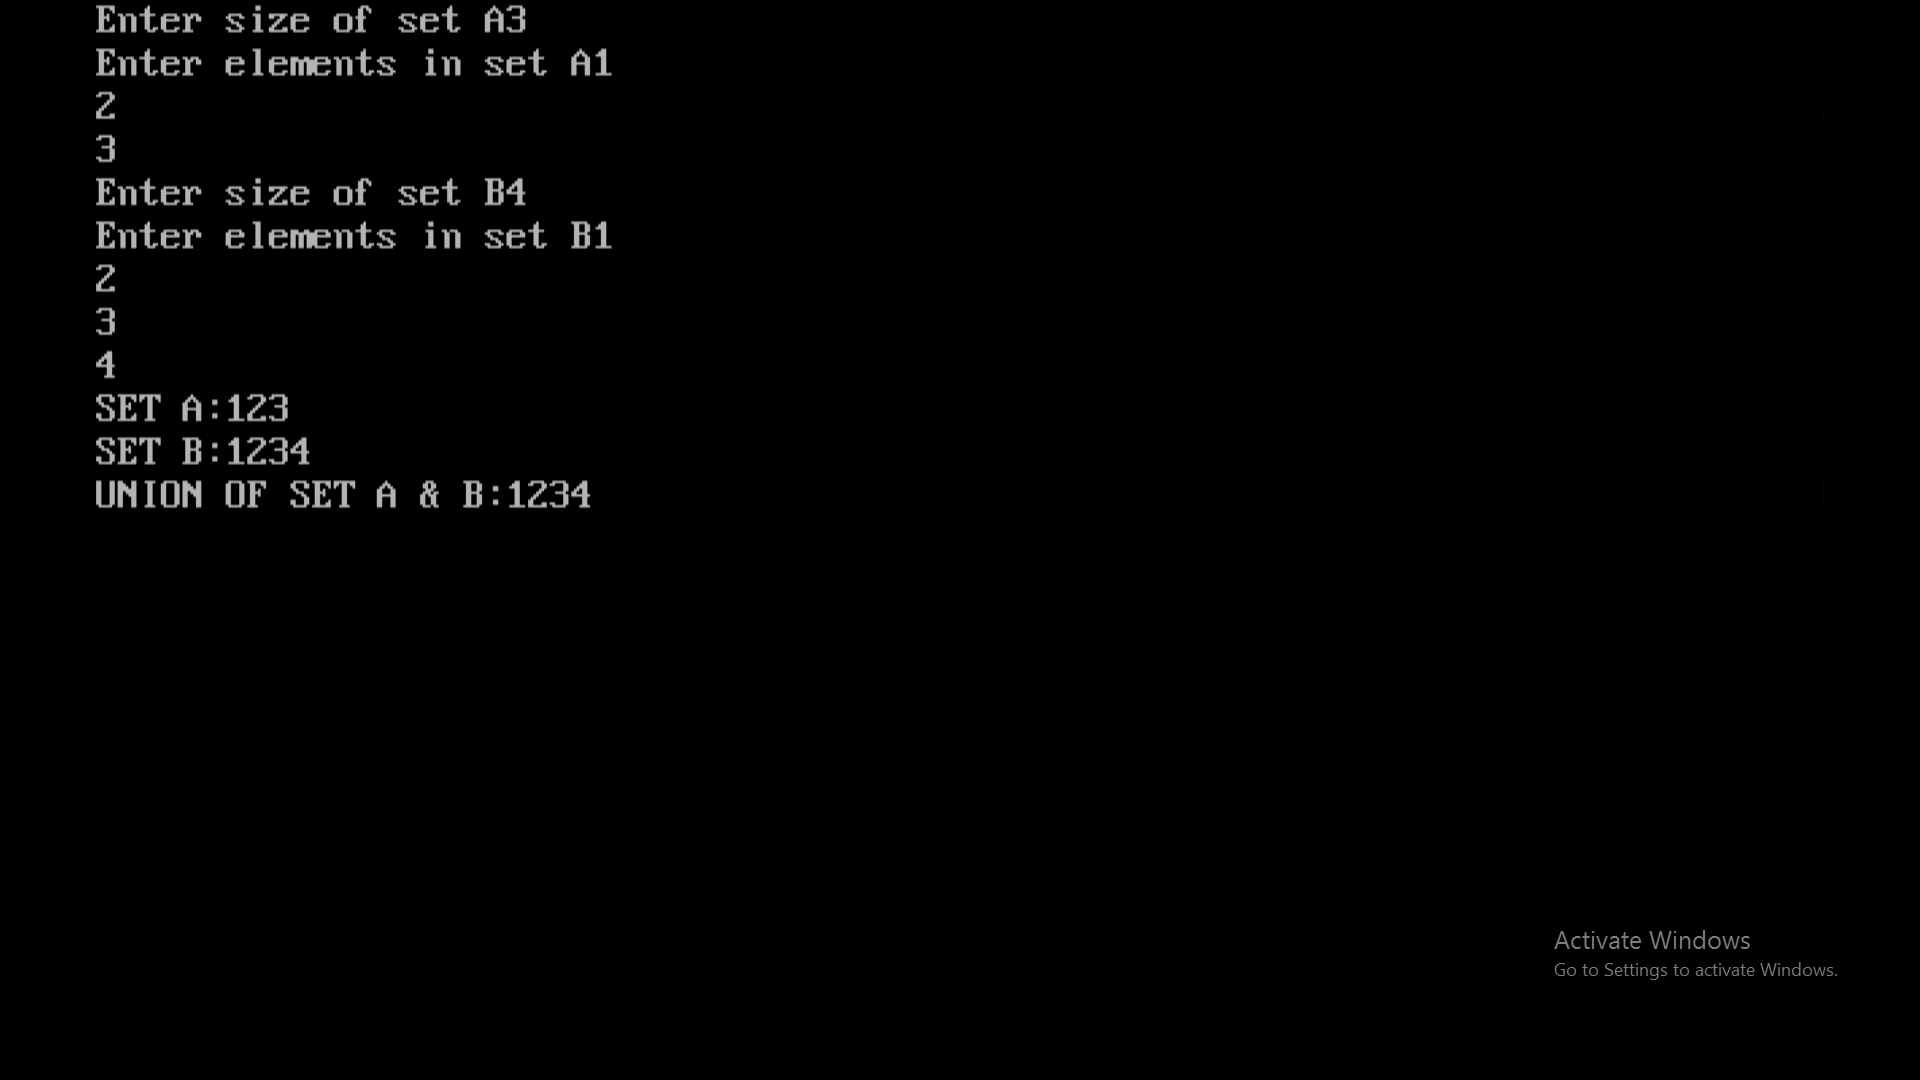 Enter size of set A3
Enter elements in set A1
2
3
Enter size of set B4
Enter elements in set B1
2
3
4
SET A:123
SET B:1234
UNION OF SET A & B:1234
Activate Windows
Go to Settings to activate Windows.